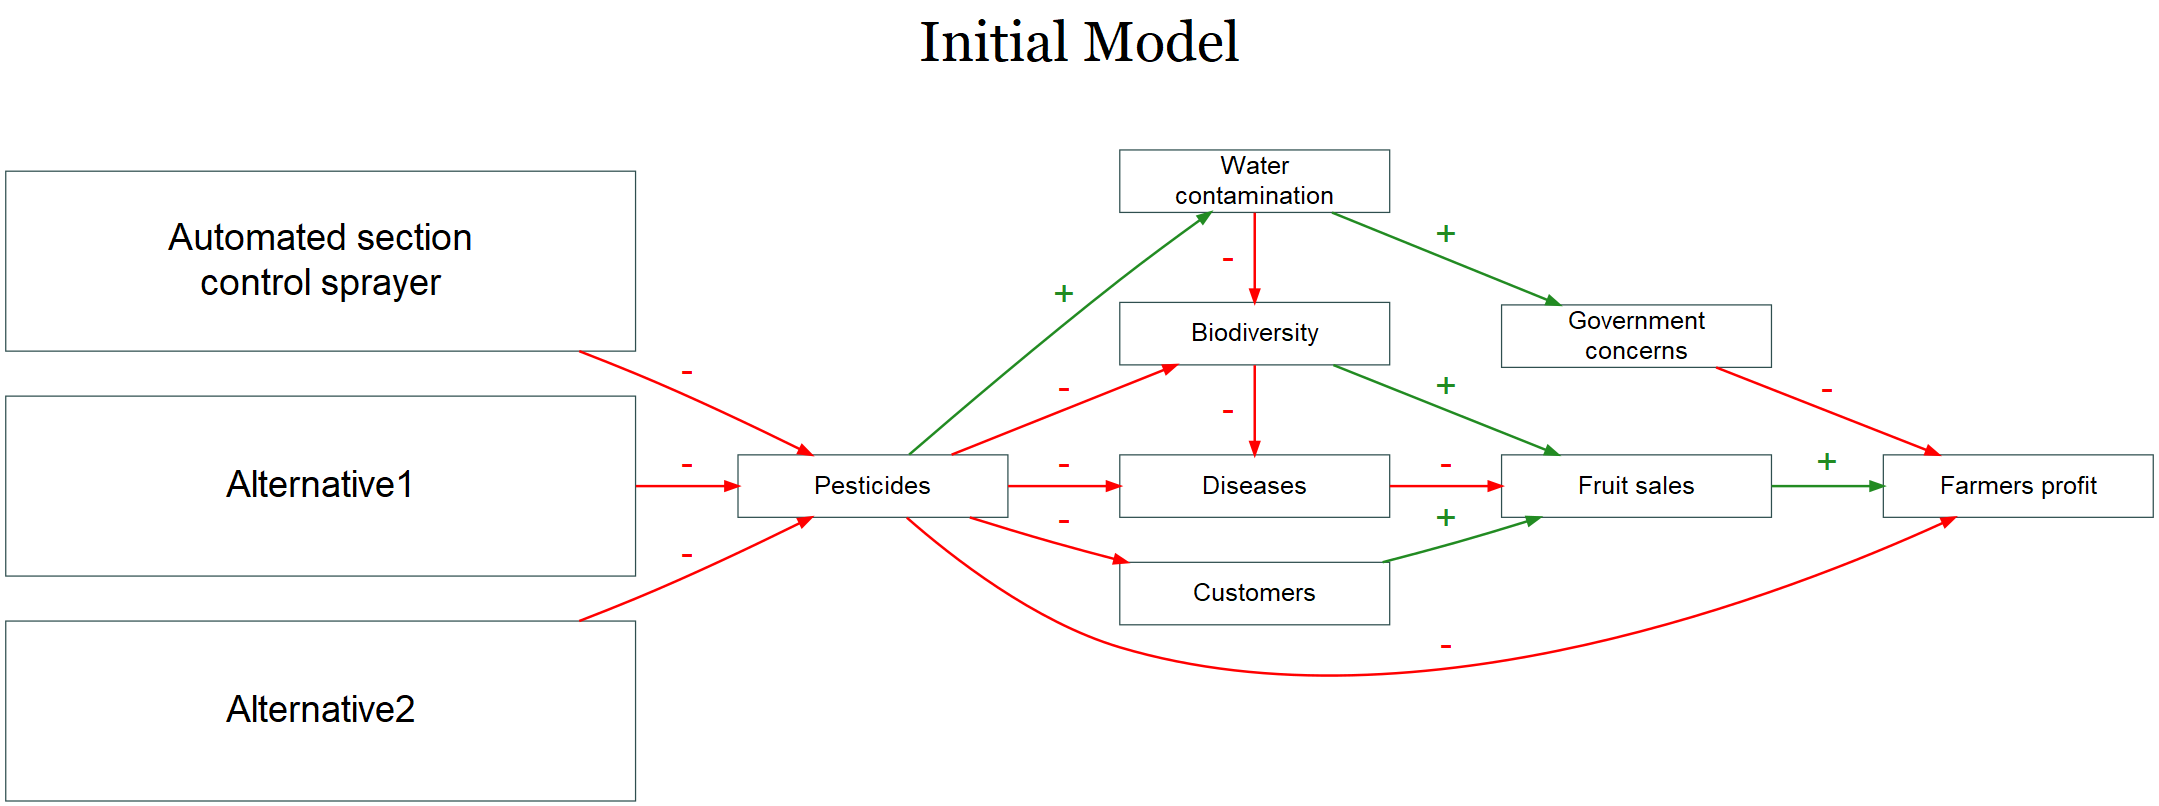 Initial Model
Automated section
control sprayer
Alternative1
Alternative2
-
-
-
Pesticides
+
-
-
-
-
Water
contamination
-
Biodiversity
-
Diseases
Customers
+
+
-
+
Government
concerns
Fruit sales
-
+
Farmers profit